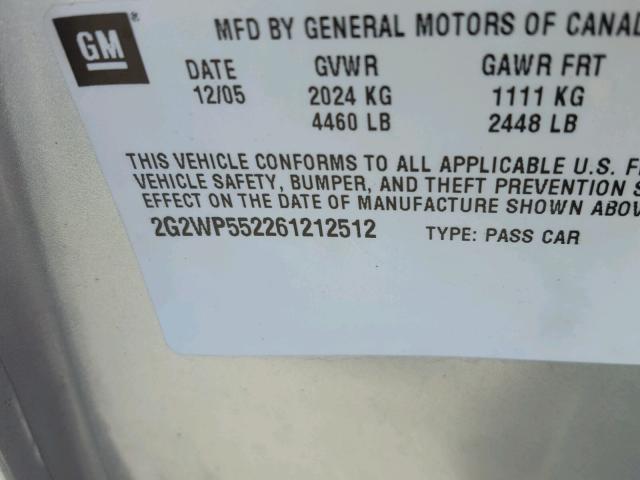 GM
MFD BY GENERAL MOTORS OF CANAD
DATE GVWR GAWR FRT
12/05 2024 KG 1111 KG
4460 LB 2448 LB
THIS VEHICLE CONFORMS TO ALL APPLICABLE U.S. F
VEHICLE SAFETY, BUMPER, AND THEFT PREVENTION S
EFFECT ON THE DATE OF MANUFACTURE SHOWN ABOV
2G2WP552261212512 TYPE: PASS CAR